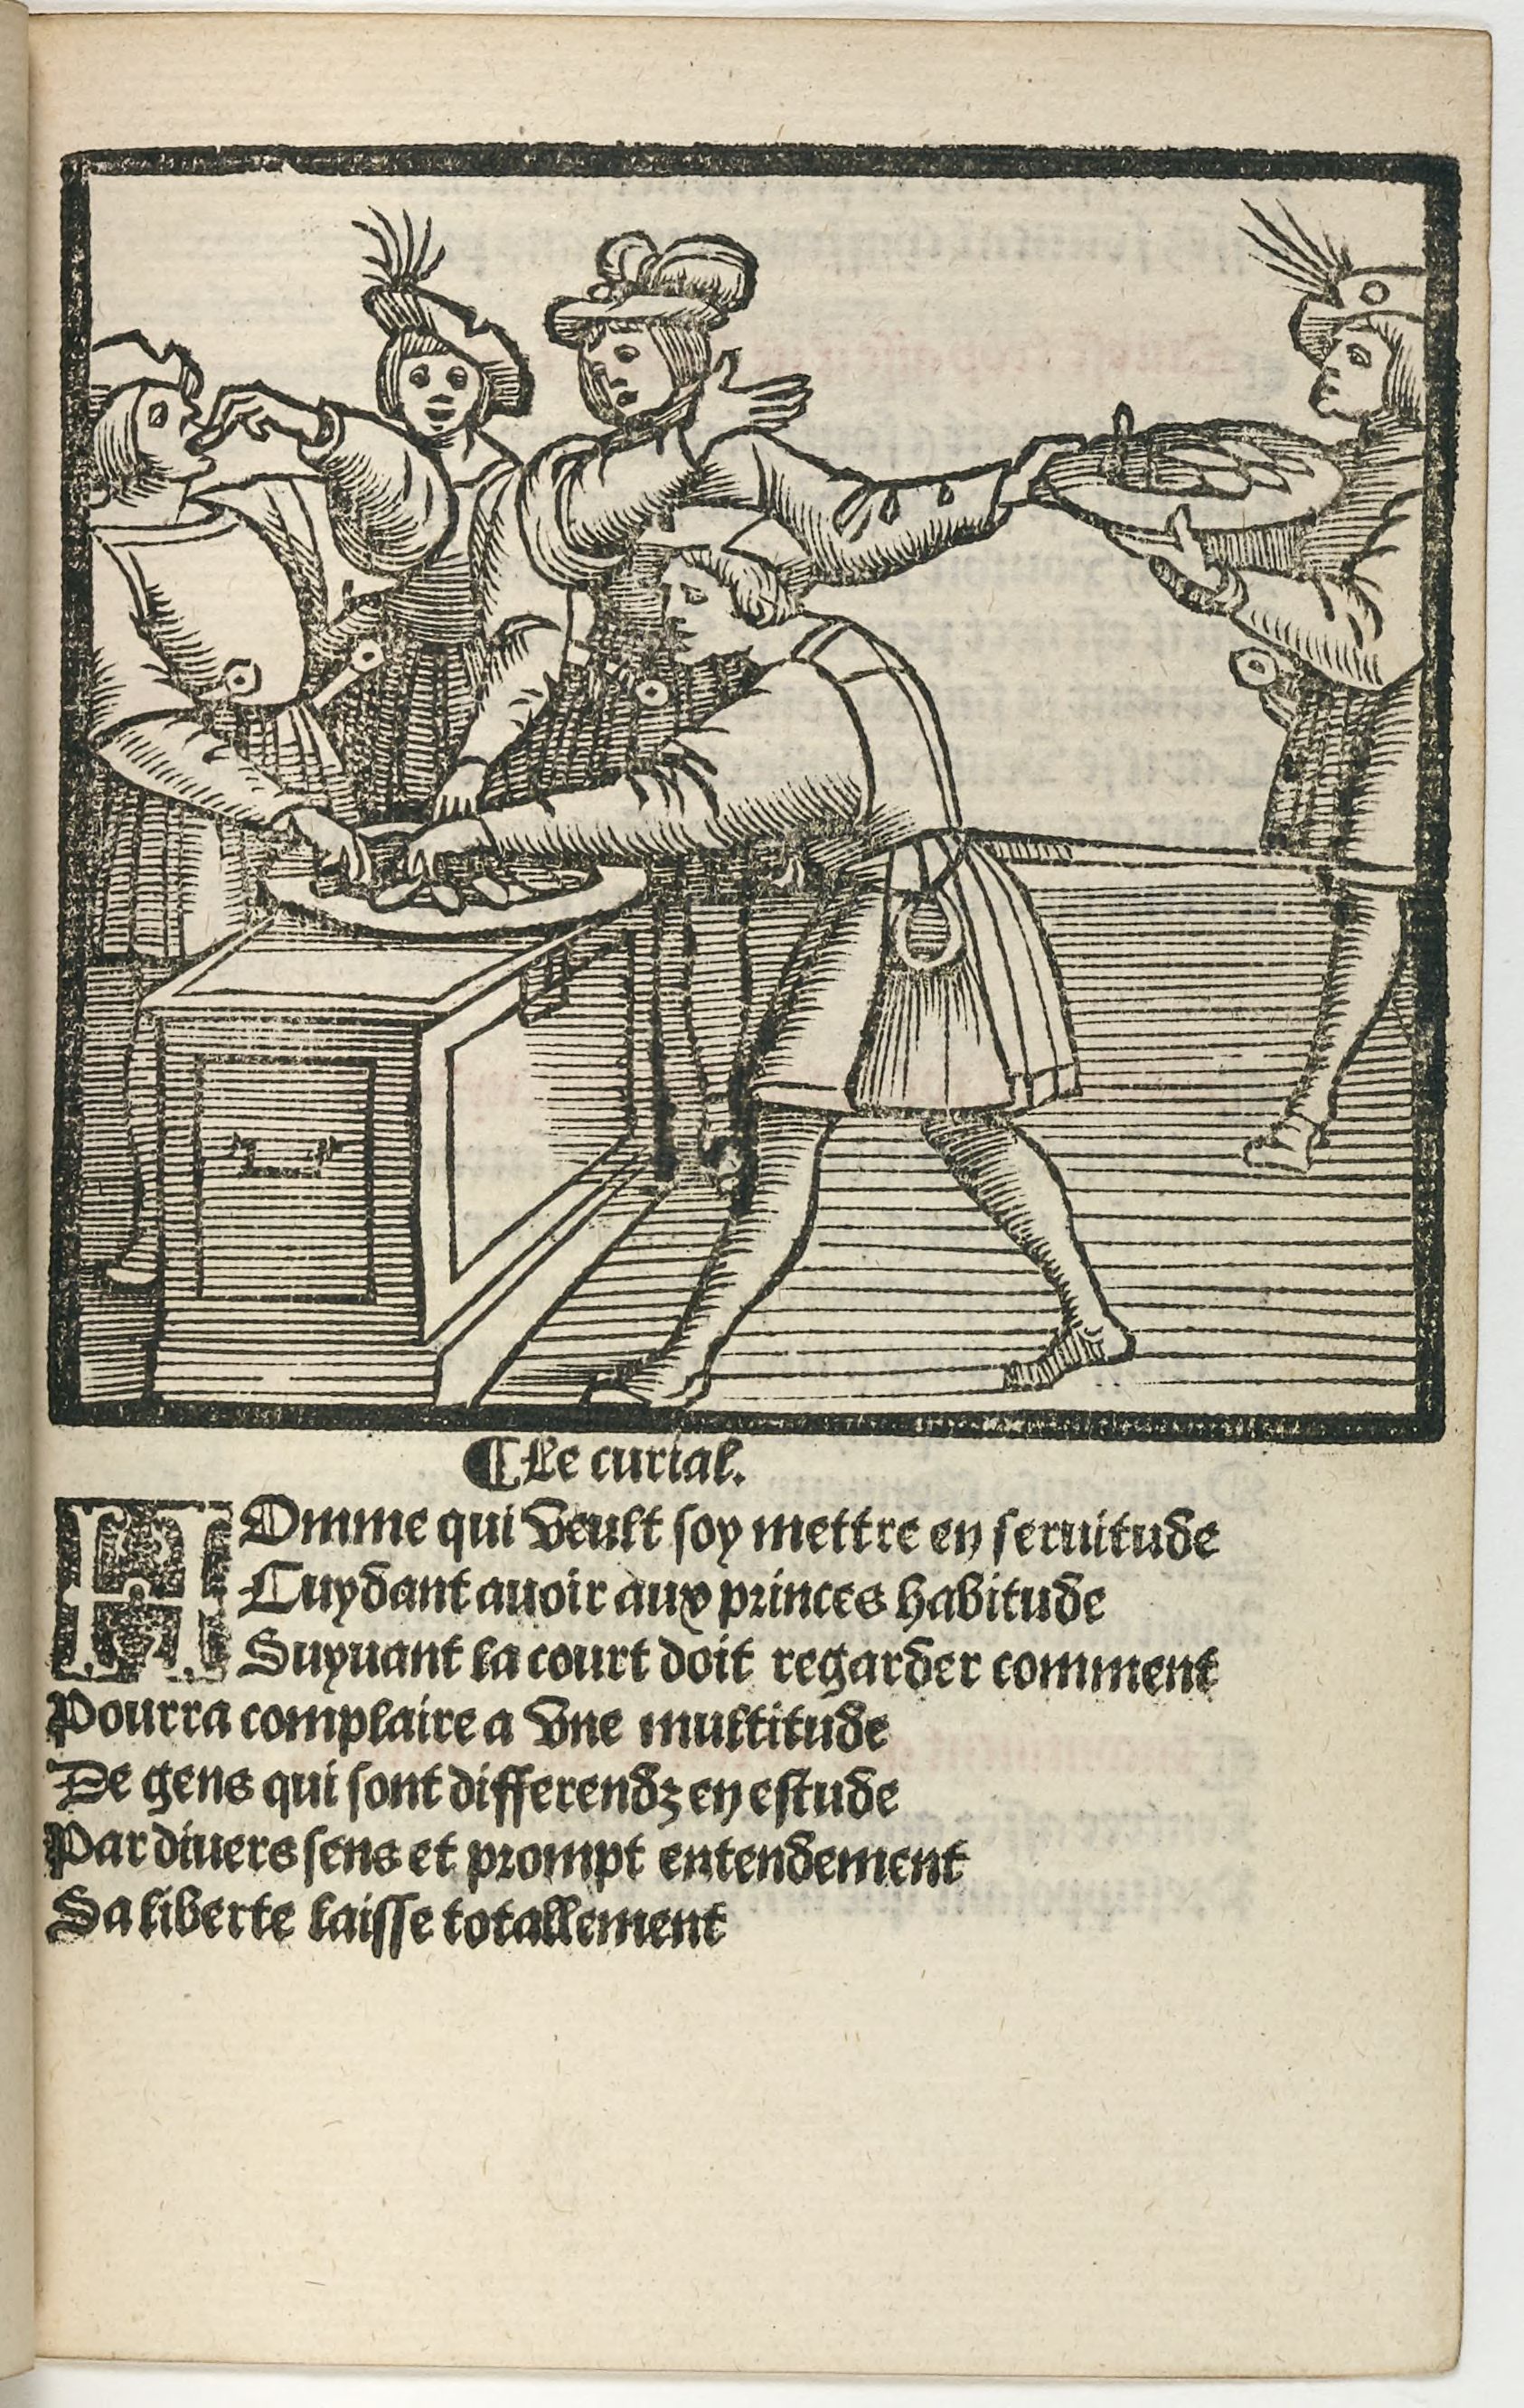 ¶Le curial.
HOmme qui veult soy mettre en seruitude
Cuydant auoir aux princes habitude
Suyuant la court doit regarder comment
Pourra complaire a vne multitude
De gens qui sont differendz en estude
Par diuers sens et prompt entendement
Sa liberte laisse totallement